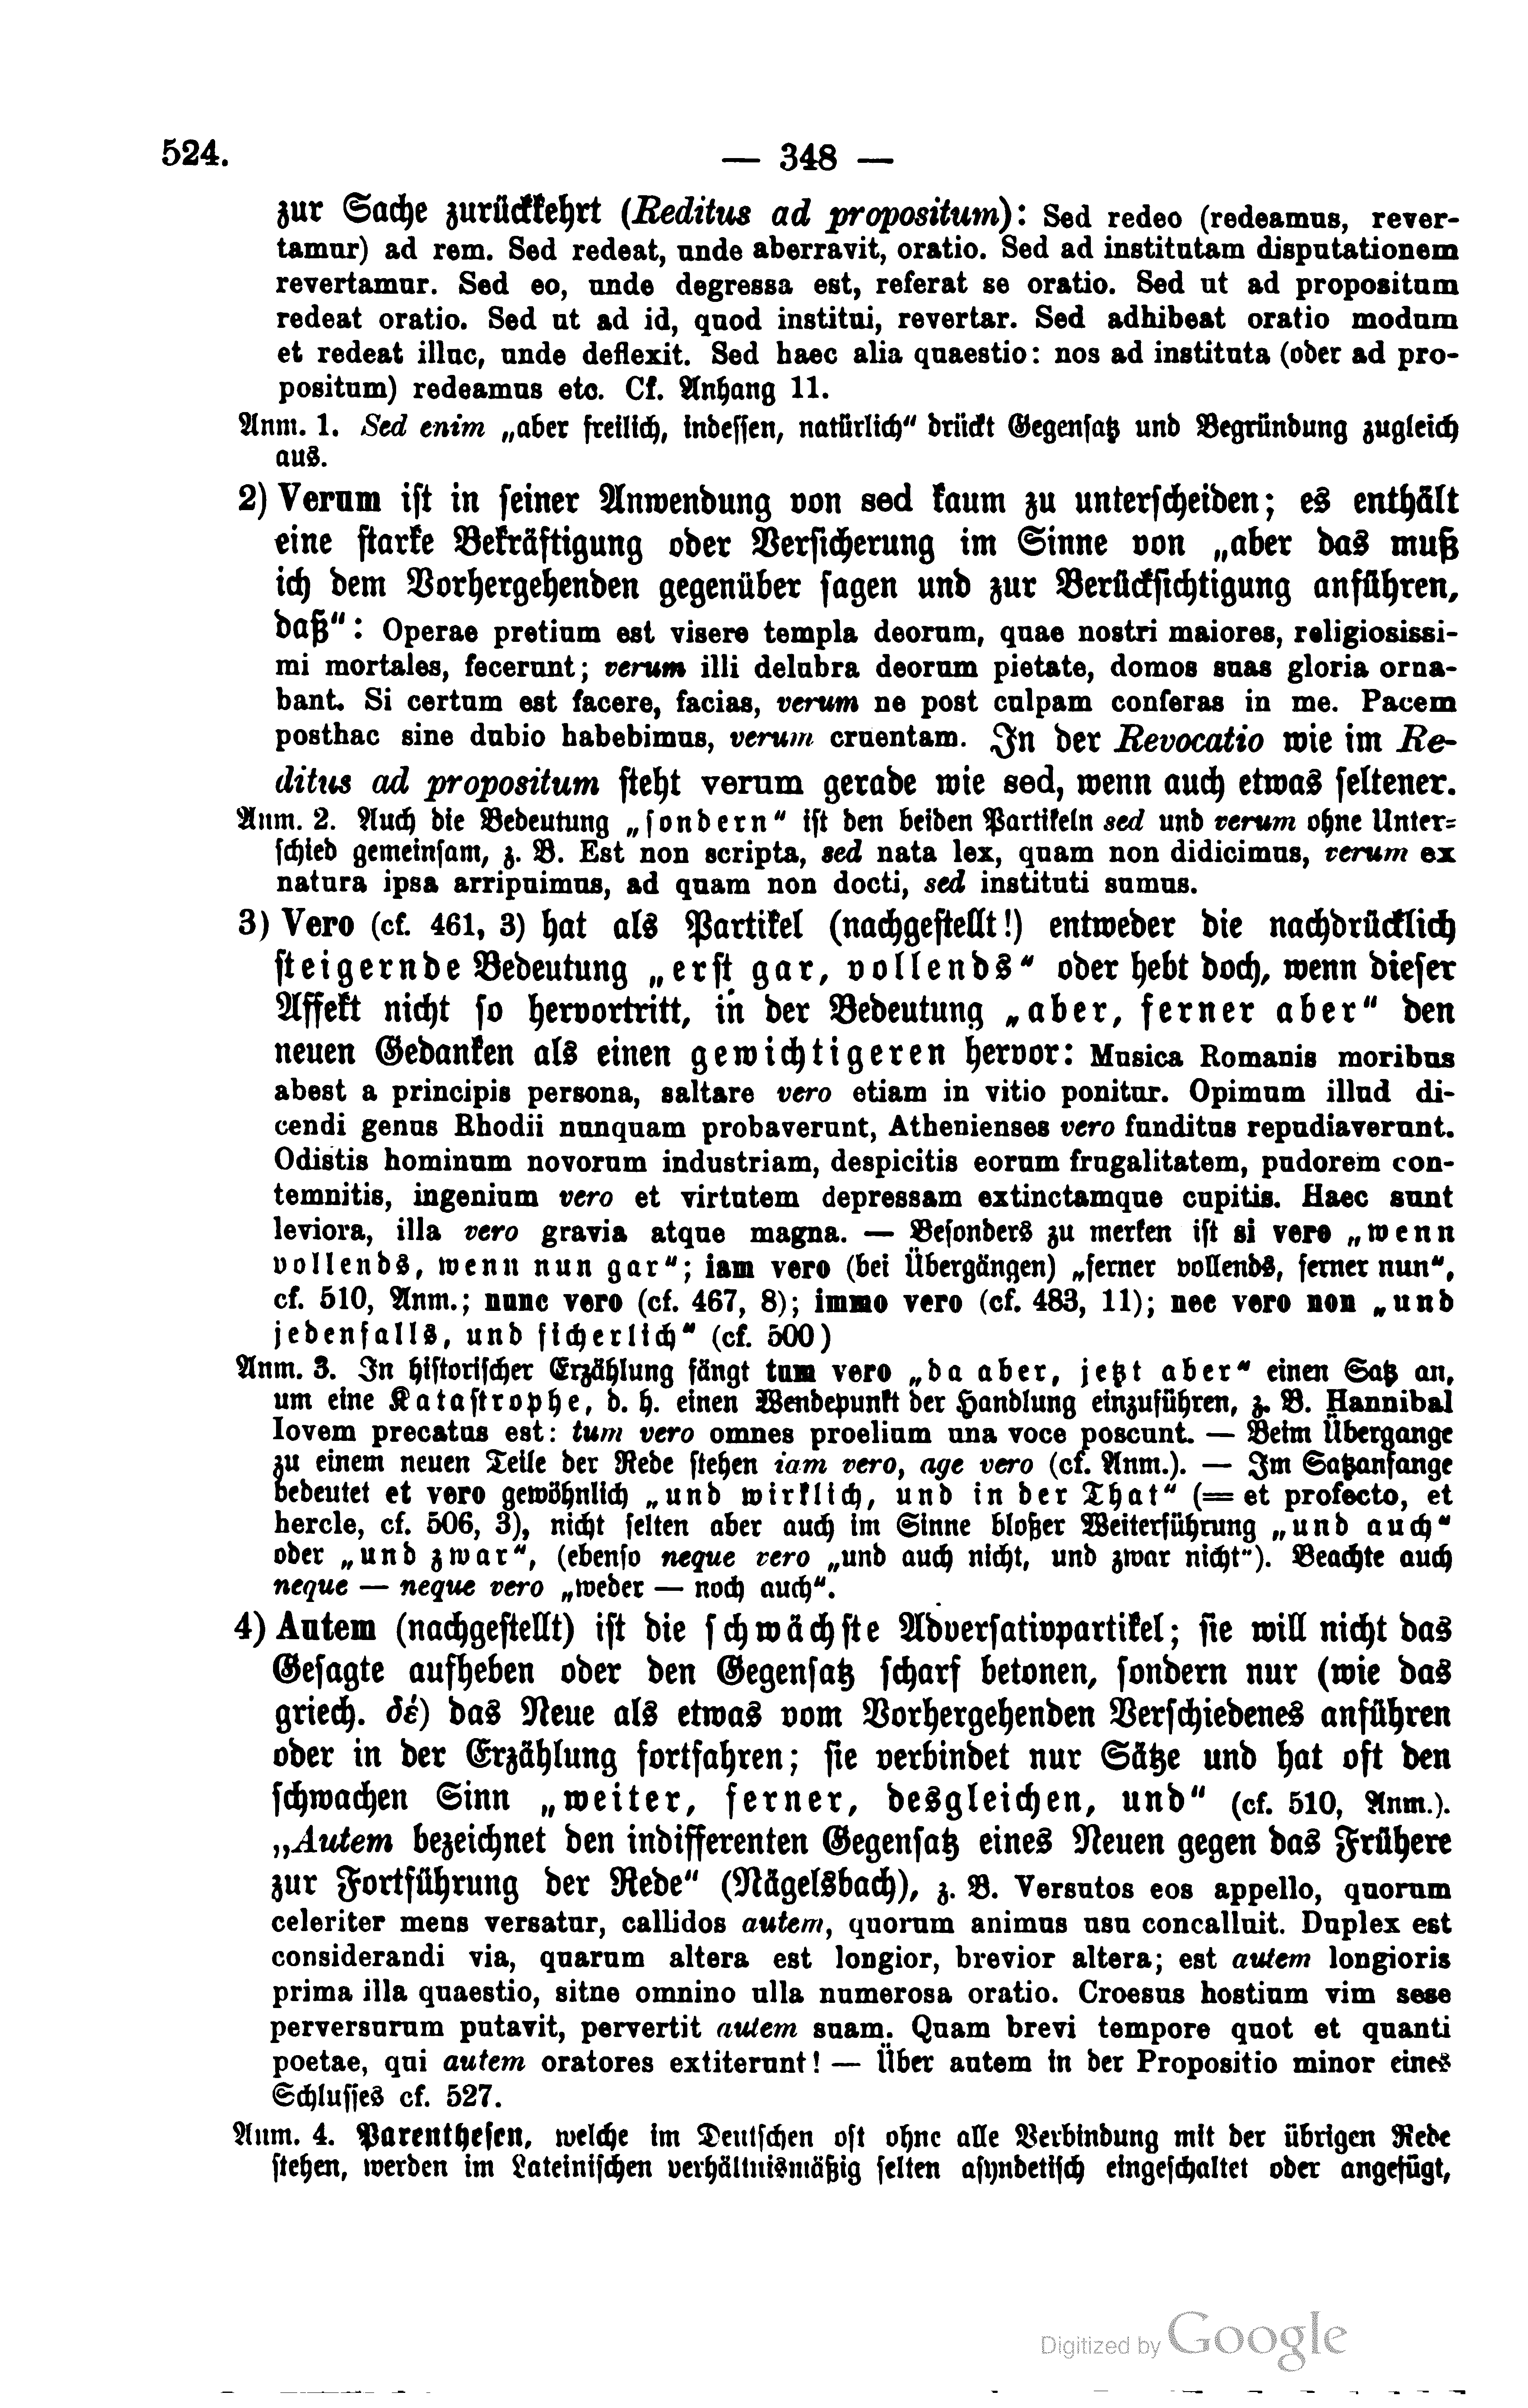 524.
— 348 —
zur Sache zurückkehrt (Reditus ad propositum): Sed redeo (redeamus, rever-
tamur) ad rem. Sed redeat, unde aberravit, oratio. Sed ad institutam disputationem
revertamur. Sed eo, unde degressa est, referat se oratio. Sed ut ad propositum
redeat oratio. Sed ut ad id, quod institui, revertar. Sed adhibeat oratio modum
et redeat illuc, unde deflexit. Sed haec alia quaestio: nos ad instituta (oder ad pro-
positum) redeamus etc. Cf. Anhang 11.
Anm. 1. Sed enim „aber freilich, indessen, natürlich“ drückt Gegensatz und Begründung zugleich
aus.
2) Verum ist in seiner Anwendung von sed kaum zu unterscheiden; es enthält
eine starke Bekräftigung oder Versicherung im Sinne von „aber das muß
ich dem Vorhergehenden gegenüber sagen und zur Berücksichtigung anführen,
daß“: Operae pretium est visere templa deorum, quae nostri maiores, religiosissi-
mi mortales, fecerunt; verum illi delubra deorum pietate, domos suas gloria orna-
bant. Si certum est facere, facias, verum ne post culpam conferas in me. Pacem
posthac sine dubio habebimus, verum cruentam. In der Revocatio wie im Re-
ditus ad propositum steht verum gerade wie sed, wenn auch etwas seltener.
Anm. 2. Auch die Bedeutung „sondern“ ist den beiden Partikeln sed und verum ohne Unter-
schied gemeinsam, z. B. Est non scripta, sed nata lex, quam non didicimus, verum ex
natura ipsa arripuimus, ad quam non docti, sed instituti sumus.
3) Vero (cf. 461, 3) hat als Partikel (nachgestellt!) entweder die nachdrücklich
steigernde Bedeutung „erst gar, vollends“ oder hebt doch, wenn dieser
Affekt nicht so hervortritt, in der Bedeutung „aber, ferner aber“ den
neuen Gedanken als einen gewichtigeren hervor: Musica Romanis moribus
abest a principis persona, saltare vero etiam in vitio ponitur. Opimum illud di-
cendi genus Rhodii nunquam probaverunt, Athenienses vero funditus repudiaverunt.
Odistis hominum novorum industriam, despicitis eorum frugalitatem, pudorem con-
temnitis, ingenium vero et virtutem depressam extinctamque cupitis. Haec sunt
leviora, illa vero gravia atque magna. — Besonders zu merken ist si vero „wenn
vollends, wenn nun gar“; iam vero (bei Übergängen) „ferner vollends, ferner nun“,
cf. 510, Anm.; nunc vero (cf. 467, 8); immo vero (cf. 483, 11); nec vero non „und
jedenfalls, und sicherlich“ (cf. 500)
Anm. 3. In historischer Erzählung fängt tum vero „da aber, jetzt aber“ einen Satz an,
um eine Katastrophe, d. h. einen Wendepunkt der Handlung einzuführen, z. B. Hannibal
Iovem precatus est: tum vero omnes proelium una voce poscunt. — Beim Übergange
zu einem neuen Teile der Rede stehen iam vero, age vero (cf. Anm.). — Im Satzanfange
bedeutet et vero gewöhnlich „und wirklich, und in der That“ (= et profecto, et
hercle, cf. 506, 3), nicht selten aber auch im Sinne bloßer Weiterführung „und auch“
oder „und zwar“, (ebenso neque vero „und auch nicht, und zwar nicht“). Beachte auch
neque — neque vero „weder — noch auch“.
4) Autem (nachgestellt) ist die schwächste Adversativpartikel; sie will nicht das
Gesagte aufheben oder den Gegensatz scharf betonen, sondern nur (wie das
griech. δέ) das Neue als etwas vom Vorhergehenden Verschiedenes anführen
oder in der Erzählung fortfahren; sie verbindet nur Sätze und hat oft den
schwachen Sinn „weiter, ferner, desgleichen, und“ (cf. 510, Anm.).
„Autem bezeichnet den indifferenten Gegensatz eines Neuen gegen das Frühere
zur Fortführung der Rede“ (Nägelsbach), z. B. Versutos eos appello, quorum
celeriter mens versatur, callidos autem, quorum animus usu concalluit. Duplex est
considerandi via, quarum altera est longior, brevior altera; est autem longioris
prima illa quaestio, sitne omnino ulla numerosa oratio. Croesus hostium vim sese
perversurum putavit, pervertit autem suam. Quam brevi tempore quot et quanti
poetae, qui autem oratores extiterunt! — Über autem in der Propositio minor eines
Schlusses cf. 527.
Anm. 4. Parenthesen, welche im Deutschen oft ohne alle Verbindung mit der übrigen Rede
stehen, werden im Lateinischen verhältnismäßig selten asyndetisch eingeschaltet oder angefügt,
Digitized by Google